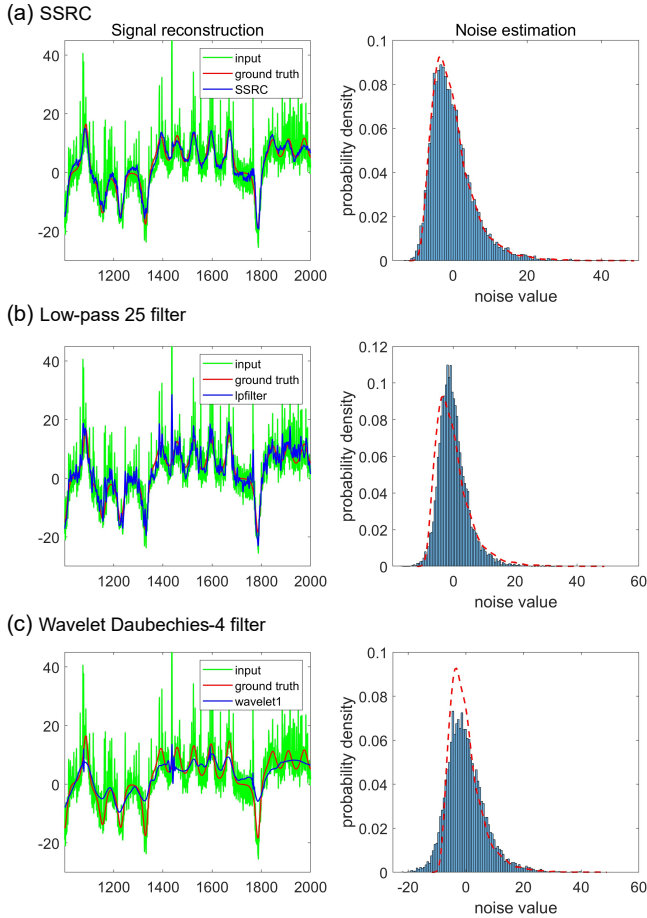 (a) SSRC
Signal reconstruction
Noise estimation
40
20
0
-20
1200 1400 1600 1800 2000
input
ground truth
SSRC
probability density
0.1
0.08
0.06
0.04
0.02
0
0 20 40
noise value
(b) Low-pass 25 filter
40
20
0
-20
1200 1400 1600 1800 2000
input
ground truth
lpfilter
probability density
0.12
0.1
0.08
0.06
0.04
0.02
0
0 20 40 60
noise value
(c) Wavelet Daubechies-4 filter
40
20
0
-20
1200 1400 1600 1800 2000
input
ground truth
wavelet1
probability density
0.1
0.08
0.06
0.04
0.02
0
-20 0 20 40 60
noise value